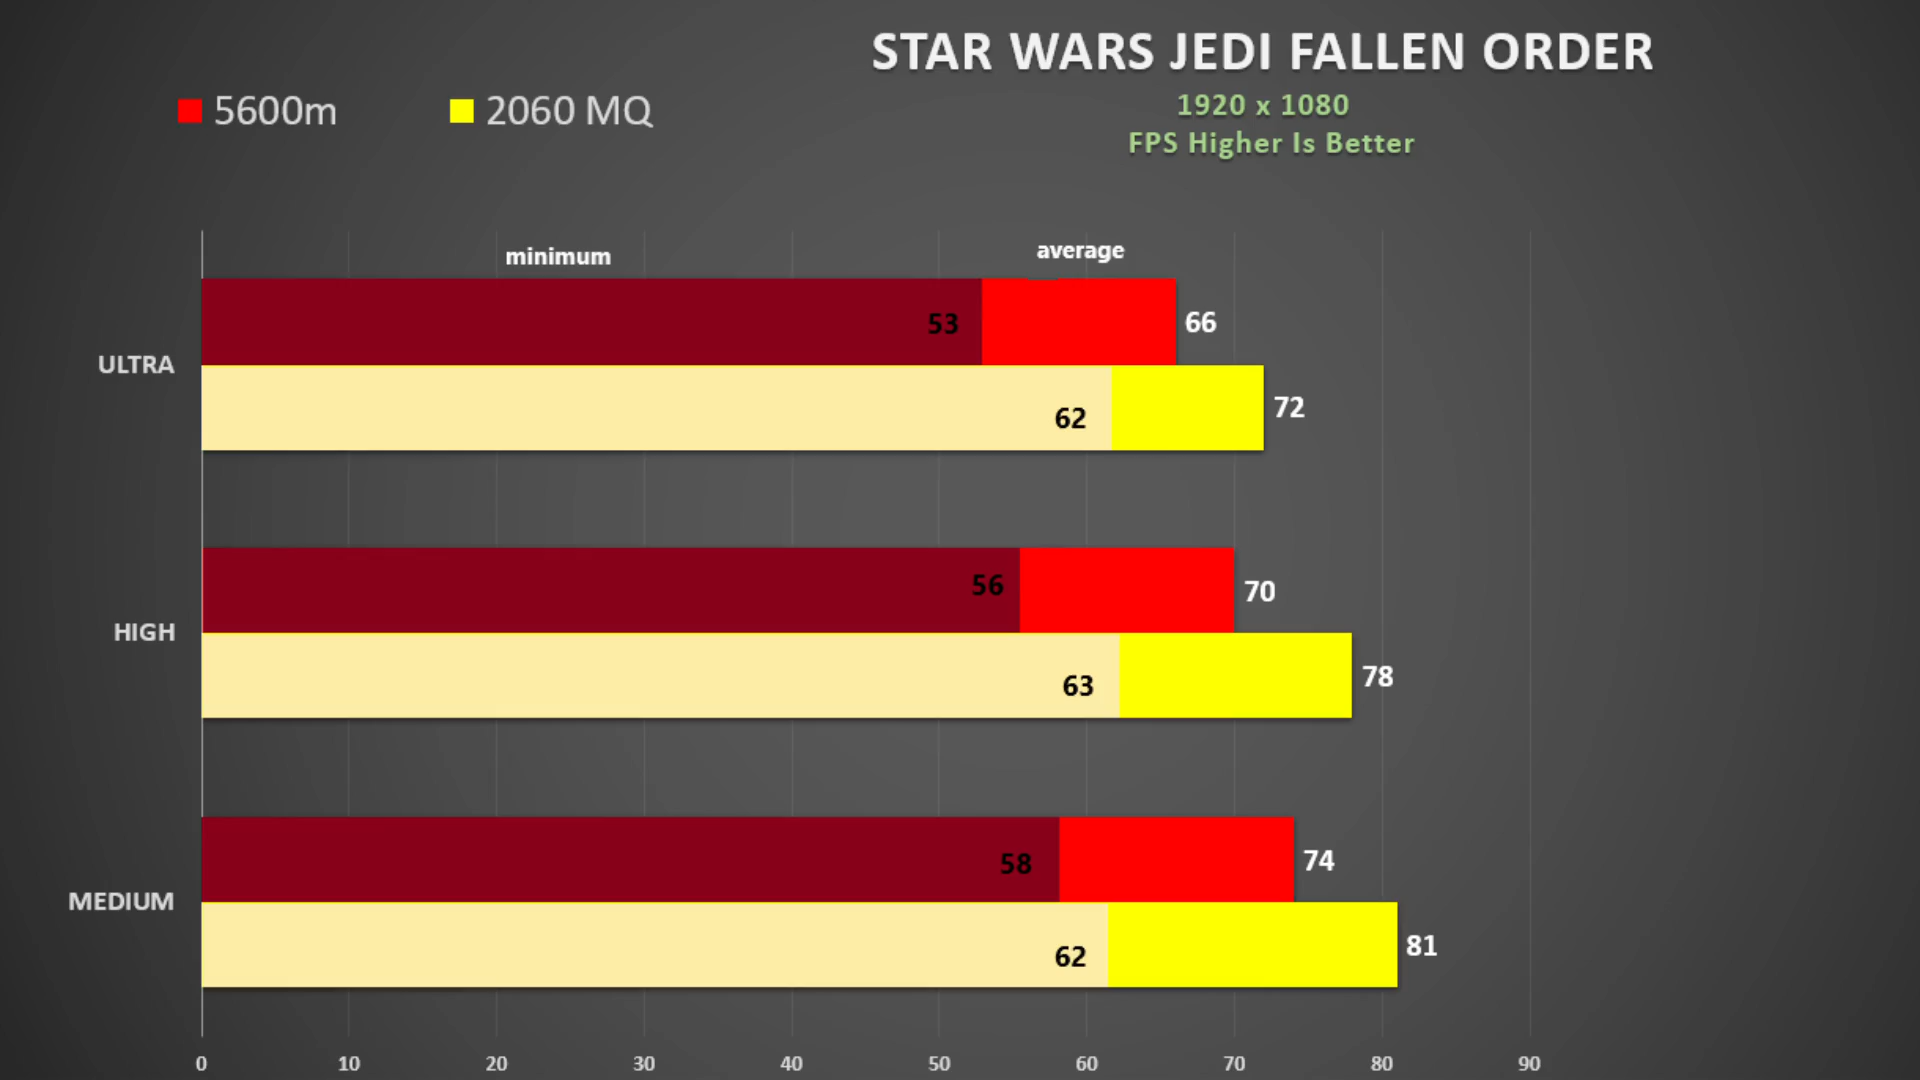 STAR WARS JEDI FALLEN ORDER
1920 x 1080
FPS Higher Is Better
5600m 2060 MQ
minimum average
ULTRA
53 66
62 72
HIGH
56 70
63 78
MEDIUM
58 74
62 81
0 10 20 30 40 50 60 70 80 90